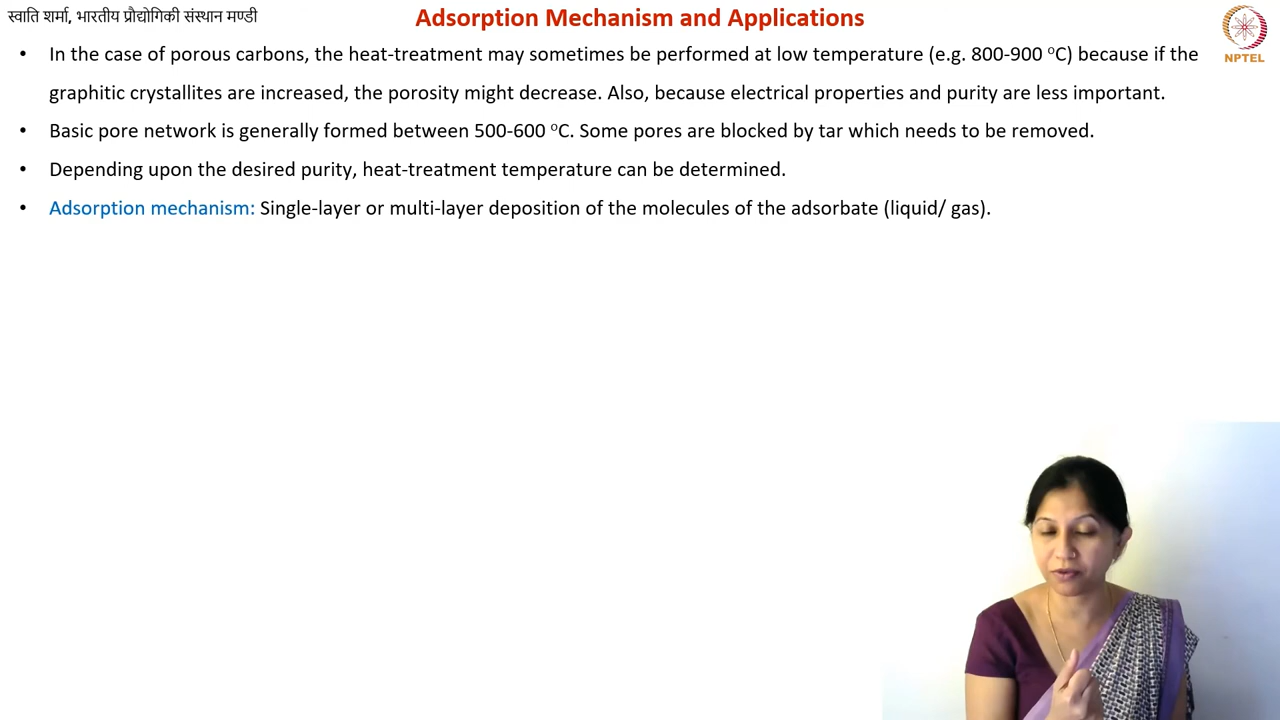 स्वाति शर्मा, भारतीय प्रौद्योगिकी संस्थान मण्डी
Adsorption Mechanism and Applications
NPTEL
• In the case of porous carbons, the heat-treatment may sometimes be performed at low temperature (e.g. 800-900 ºC) because if the
graphitic crystallites are increased, the porosity might decrease. Also, because electrical properties and purity are less important.
• Basic pore network is generally formed between 500-600 ºC. Some pores are blocked by tar which needs to be removed.
• Depending upon the desired purity, heat-treatment temperature can be determined.
• Adsorption mechanism: Single-layer or multi-layer deposition of the molecules of the adsorbate (liquid/ gas).